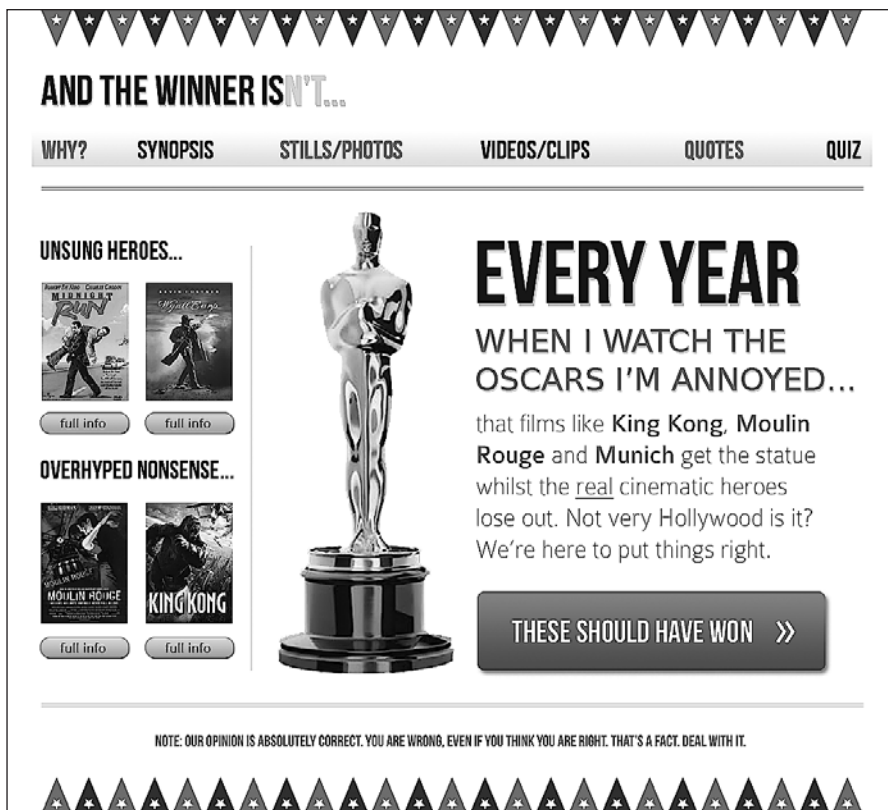 AND THE WINNER ISN'T...
WHY? SYNOPSIS STILLS/PHOTOS VIDEOS/CLIPS QUOTES QUIZ
UNSUNG HEROES...
MIDNIGHT
RUN
Wyatt Earp
full info full info
OVERHYPED NONSENSE...
MOULIN ROUGE
MOULIN ROUGE
KING KONG
full info full info
EVERY YEAR
WHEN I WATCH THE
OSCARS I'M ANNOYED...
that films like King Kong, Moulin
Rouge and Munich get the statue
whilst the real cinematic heroes
lose out. Not very Hollywood is it?
We're here to put things right.
THESE SHOULD HAVE WON »
NOTE: OUR OPINION IS ABSOLUTELY CORRECT. YOU ARE WRONG, EVEN IF YOU THINK YOU ARE RIGHT. THAT'S A FACT. DEAL WITH IT.